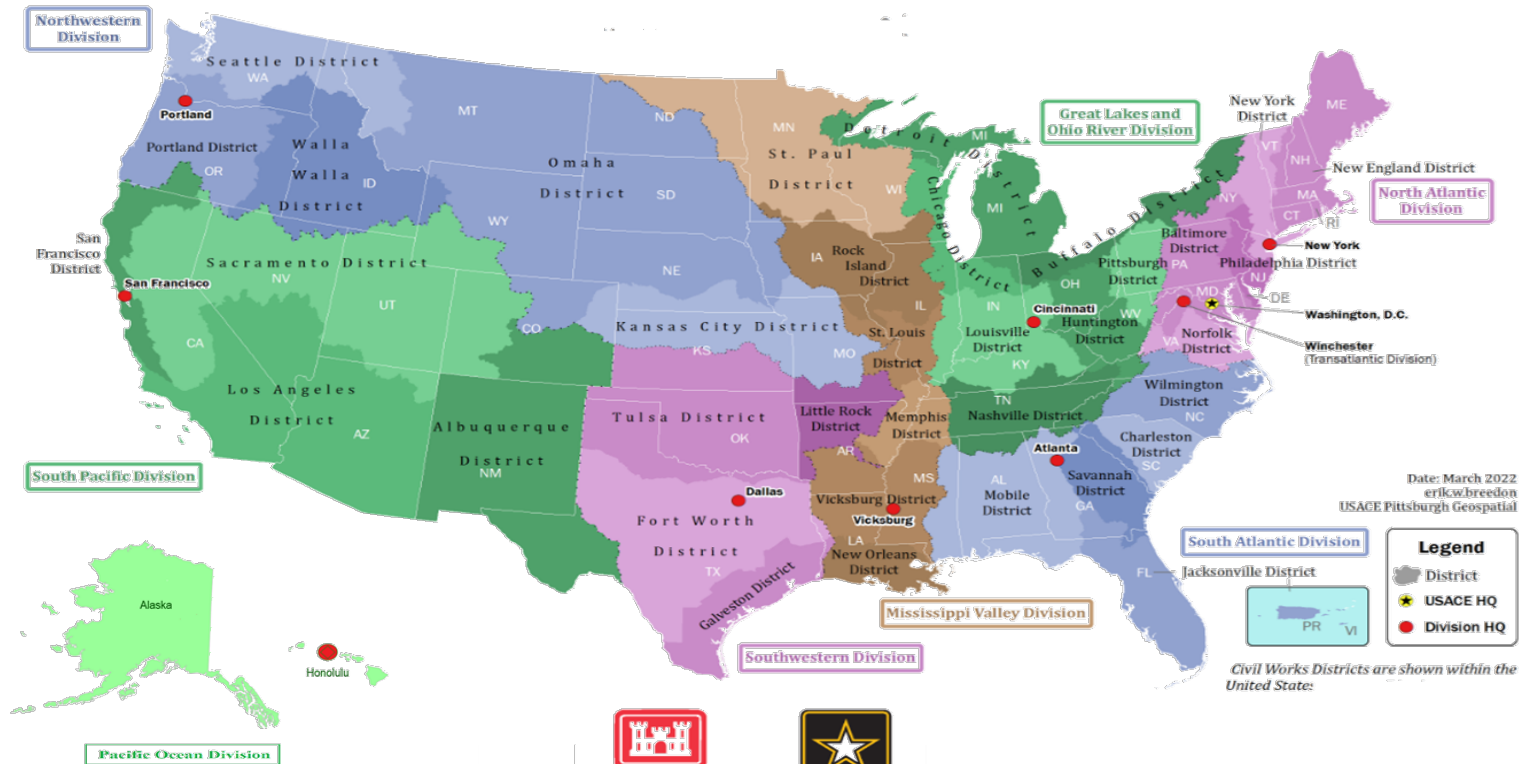 Northwestern
Division
Seattle District
WA
Portland
Portland District
OR
Walla
Walla
District
ID
MT
ND
Omaha
District
SD
WY
NE
MN
St. Paul
District
WI
Detroit District
MI
MI
Great Lakes and
Ohio River Division
New York
District
ME
VT
NH
New England District
North Atlantic
Division
NY
MA
CT
RI
New York
Baltimore
District
PA
Philadelphia District
NJ
DE
MD
Washington, D.C.
Winchester
(Transatlantic Division)
Norfolk
District
VA
Buffalo District
Pittsburgh
District
OH
WV
Huntington
District
Cincinnati
IN
Louisville
District
KY
Chicago District
Rock
Island
District
IA
IL
St. Louis
District
MO
Kansas City District
KS
CO
San
Francisco
District
San Francisco
Sacramento District
NV
UT
CA
Los Angeles
District
AZ
Albuquerque
District
NM
Tulsa District
OK
Little Rock
District
AR
Memphis
District
TN
Nashville District
Wilmington
District
NC
Charleston
District
SC
Atlanta
Savannah
District
GA
AL
Mobile
District
MS
Vicksburg District
Vicksburg
LA
New Orleans
District
Dallas
Fort Worth
District
TX
Galveston District
South Pacific Division
Southwestern Division
Mississippi Valley Division
South Atlantic Division
FL
Jacksonville District
PR
VI
Date: March 2022
erik.w.breedon
USACE Pittsburgh Geospatial
Legend
District
USACE HQ
Division HQ
Civil Works Districts are shown within the
United State:
Alaska
Honolulu
Pacific Ocean Division